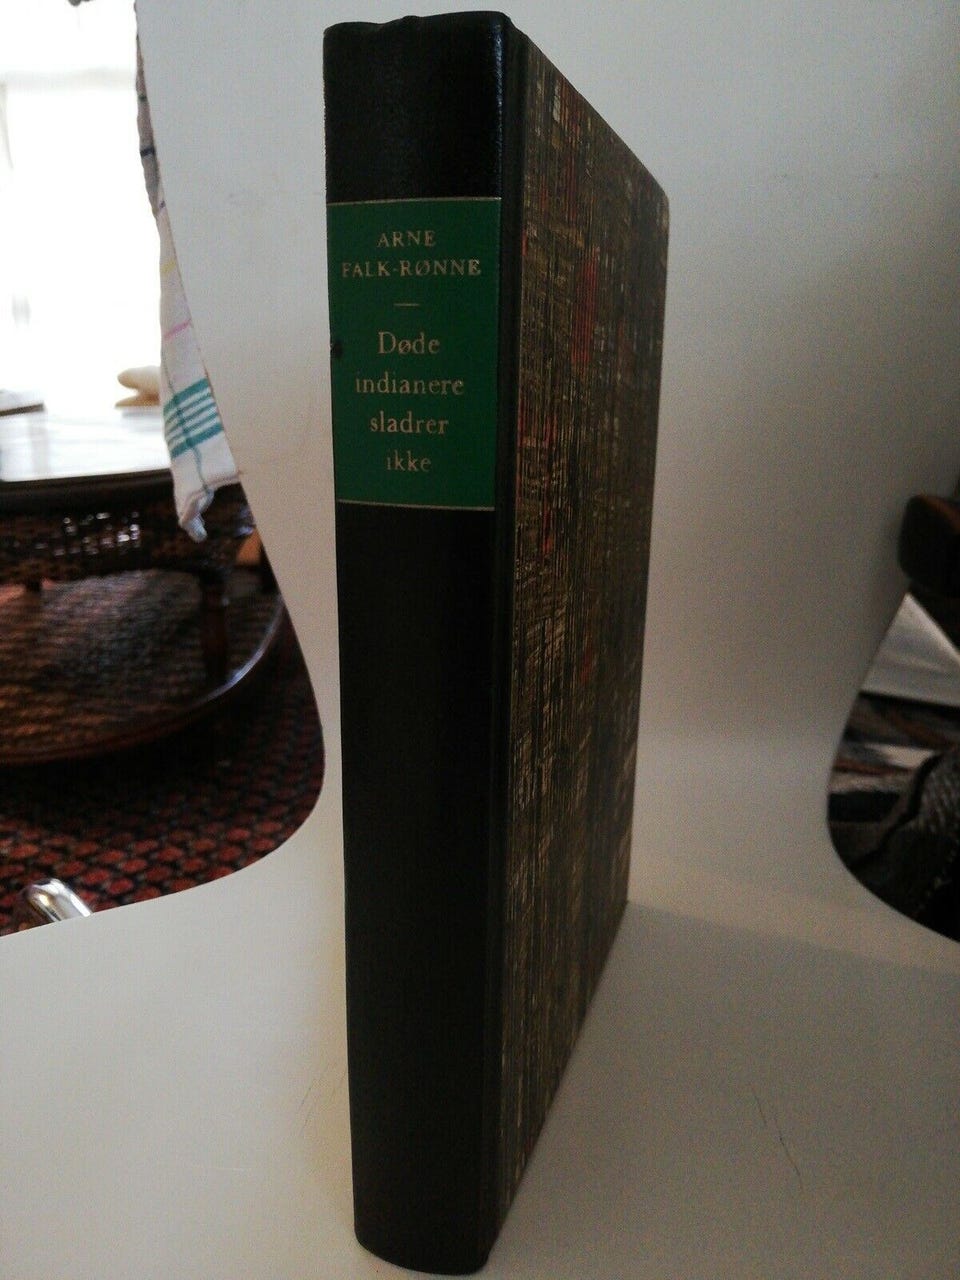 ARNE
FALK-RØNNE
Døde
indianere
sladrer
ikke